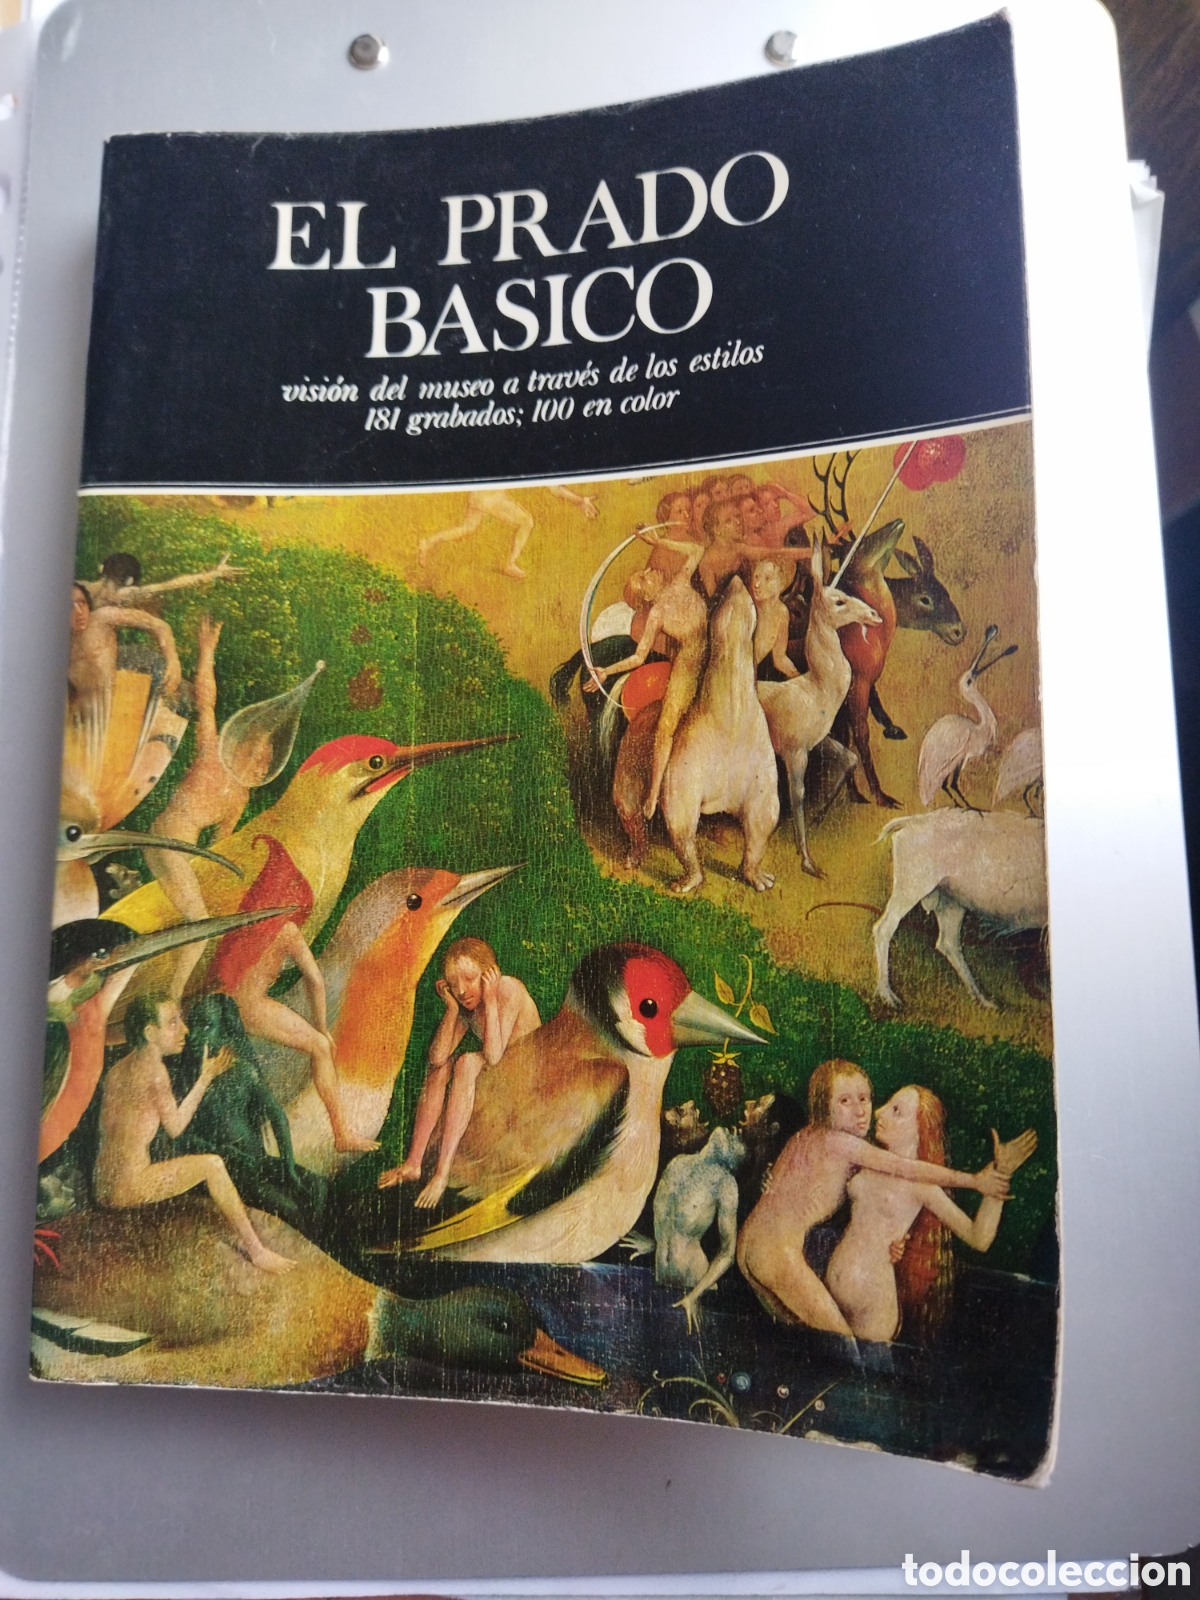 EL PRADO
BASICO
visión del museo a través de los estilos
181 grabados; 100 en color
todocoleccion